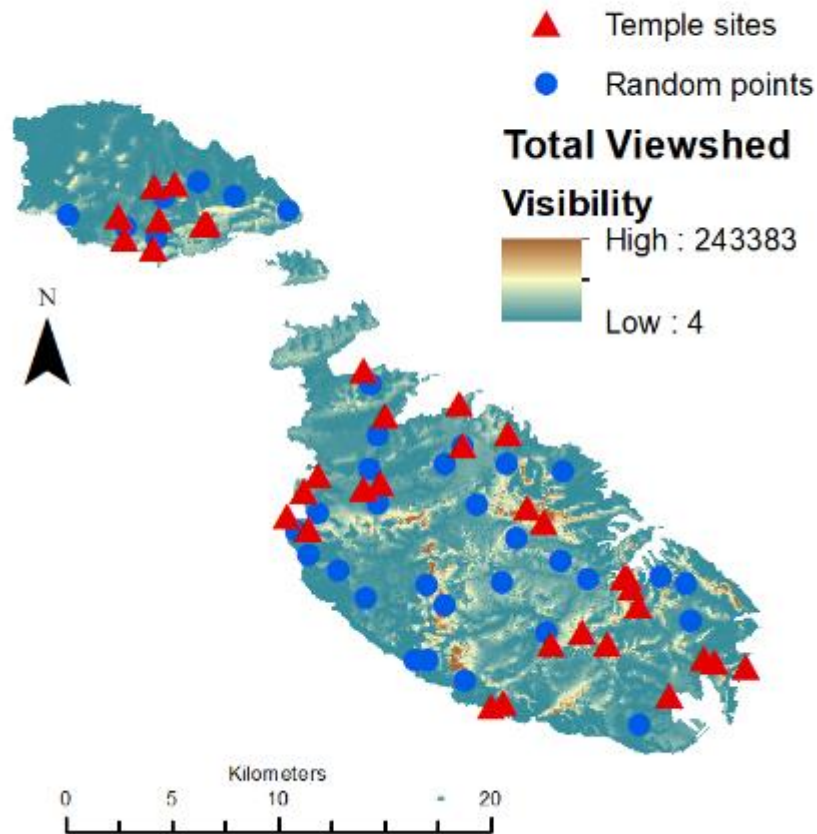 Temple sites
Random points
Total Viewshed
Visibility
High : 243383
Low : 4
N
Kilometers
0 5 10 20